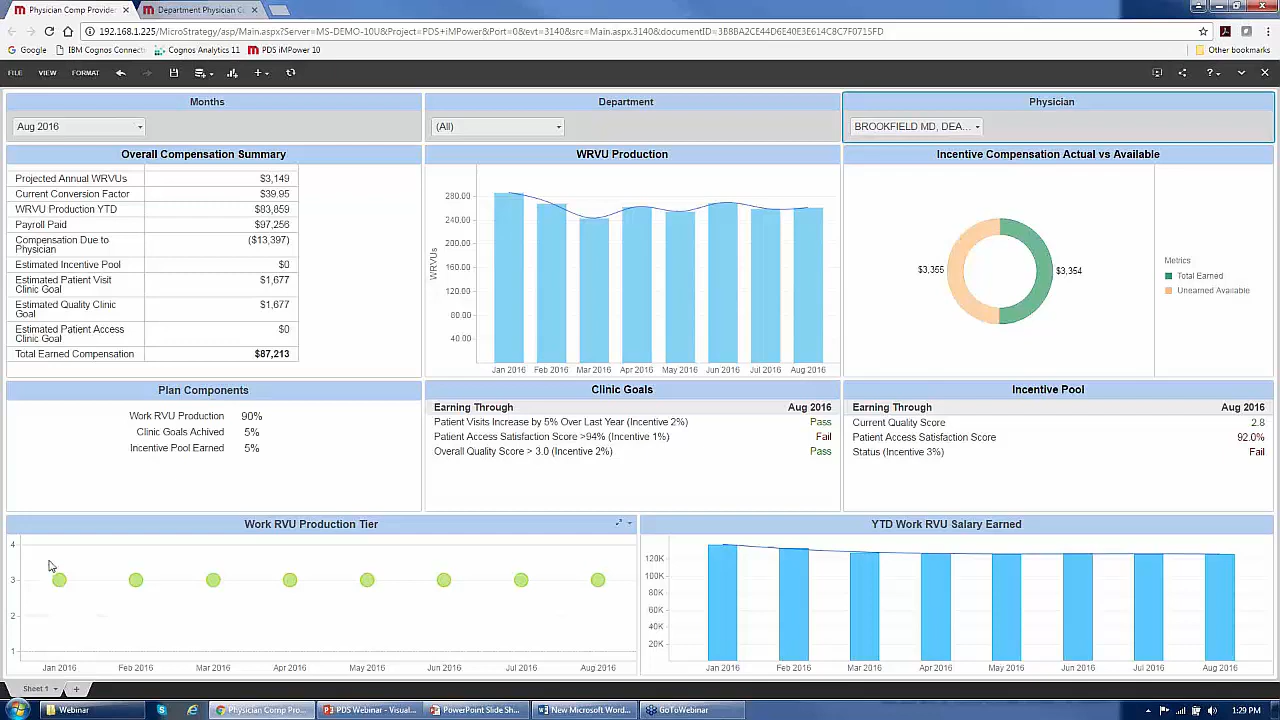 Physician Comp Provider
Department Physician C
192.168.1.225/MicroStrategy/asp/Main.aspx?Server=MS-DEMO-10U&Project=PDS+iMPower&Port=0&evt=3140&src=Main.aspx.3140&documentID=3B8BA2CE44D6E40E3E614C8C7F0715FD
Google
IBM Cognos Connecti
Cognos Analytics 11
PDS iMPower 10
Other bookmarks
FILE
VIEW
FORMAT
Months
Department
Physician
Aug 2016
(All)
BROOKFIELD MD, DEA...
Overall Compensation Summary
Projected Annual WRVUs $3,149
Current Conversion Factor $39.95
WRVU Production YTD $83,859
Payroll Paid $97,256
Compensation Due to
Physician ($13,397)
Estimated Incentive Pool $0
Estimated Patient Visit
Clinic Goal $1,677
Estimated Quality Clinic
Goal $1,677
Estimated Patient Access
Clinic Goal $0
Total Earned Compensation $87,213
WRVU Production
WRVUs
280.00
240.00
200.00
160.00
120.00
80.00
40.00
Jan 2016 Feb 2016 Mar 2016 Apr 2016 May 2016 Jun 2016 Jul 2016 Aug 2016
Incentive Compensation Actual vs Available
$3,355
$3,354
Metrics
Total Earned
Unearned Available
Plan Components
Work RVU Production 90%
Clinic Goals Achived 5%
Incentive Pool Earned 5%
Clinic Goals
Earning Through Aug 2016
Patient Visits Increase by 5% Over Last Year (Incentive 2%) Pass
Patient Access Satisfaction Score >94% (Incentive 1%) Fail
Overall Quality Score > 3.0 (Incentive 2%) Pass
Incentive Pool
Earning Through Aug 2016
Current Quality Score 2.8
Patient Access Satisfaction Score 92.0%
Status (Incentive 3%) Fail
Work RVU Production Tier
4
3
2
1
Jan 2016 Feb 2016 Mar 2016 Apr 2016 May 2016 Jun 2016 Jul 2016 Aug 2016
YTD Work RVU Salary Earned
120K
100K
80K
60K
40K
20K
Jan 2016 Feb 2016 Mar 2016 Apr 2016 May 2016 Jun 2016 Jul 2016 Aug 2016
Sheet 1
Webinar
Physician Comp Pro...
PDS Webinar - Visual...
PowerPoint Slide Sh...
New Microsoft Word...
GoToWebinar
1:29 PM